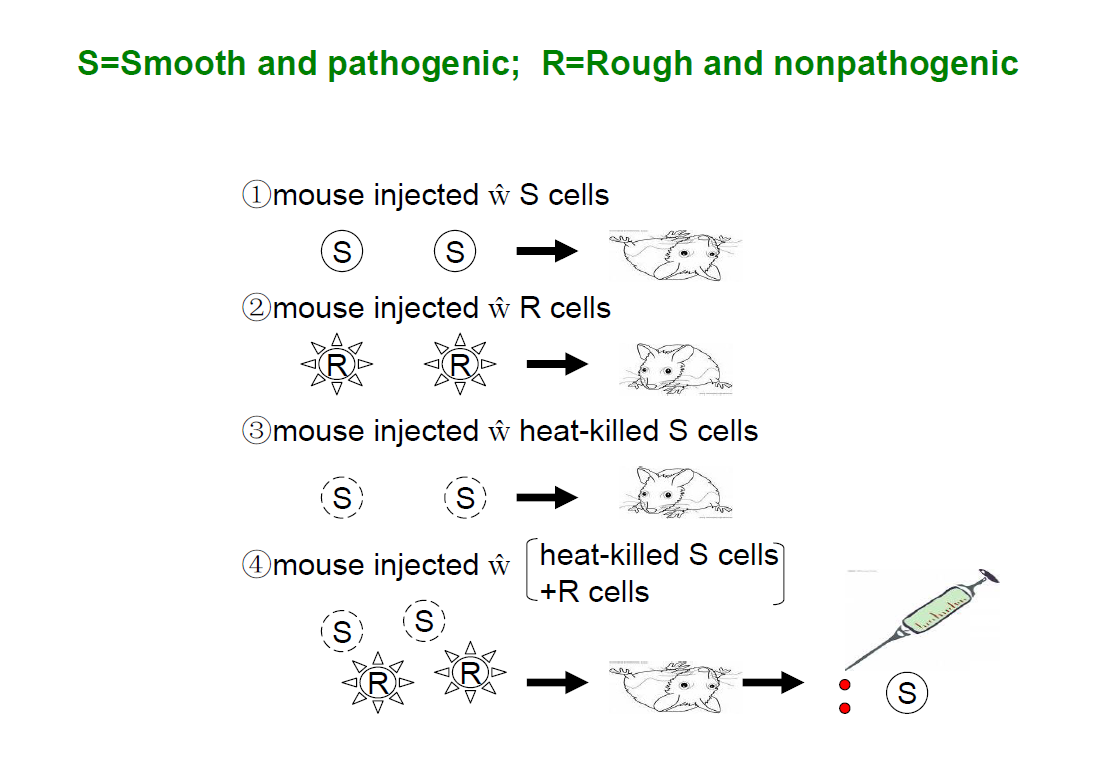 S=Smooth and pathogenic; R=Rough and nonpathogenic
①mouse injected ŵ S cells
S S
②mouse injected ŵ R cells
R R
③mouse injected ŵ heat-killed S cells
S S
④mouse injected ŵ
heat-killed S cells
+R cells
S S
R R
S